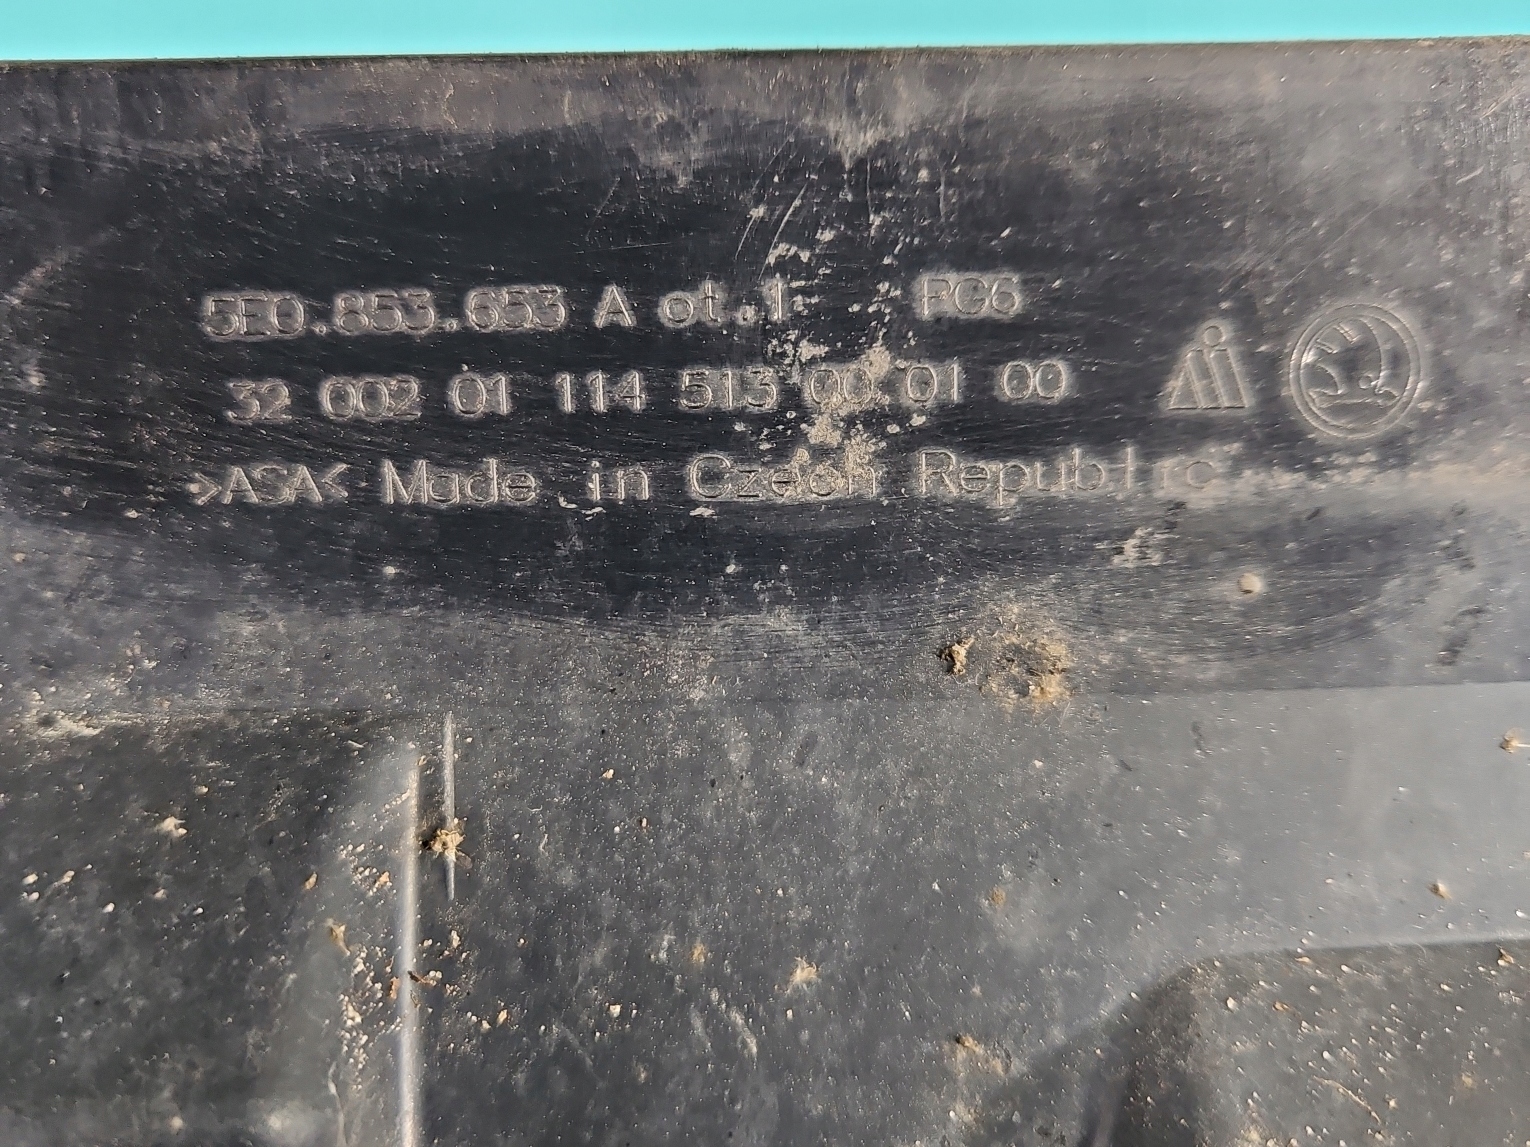 5E0.853.653 A ot.1. PG6
32 002 01 114 513 00 01 00
>ASA< Made in Czech Republic